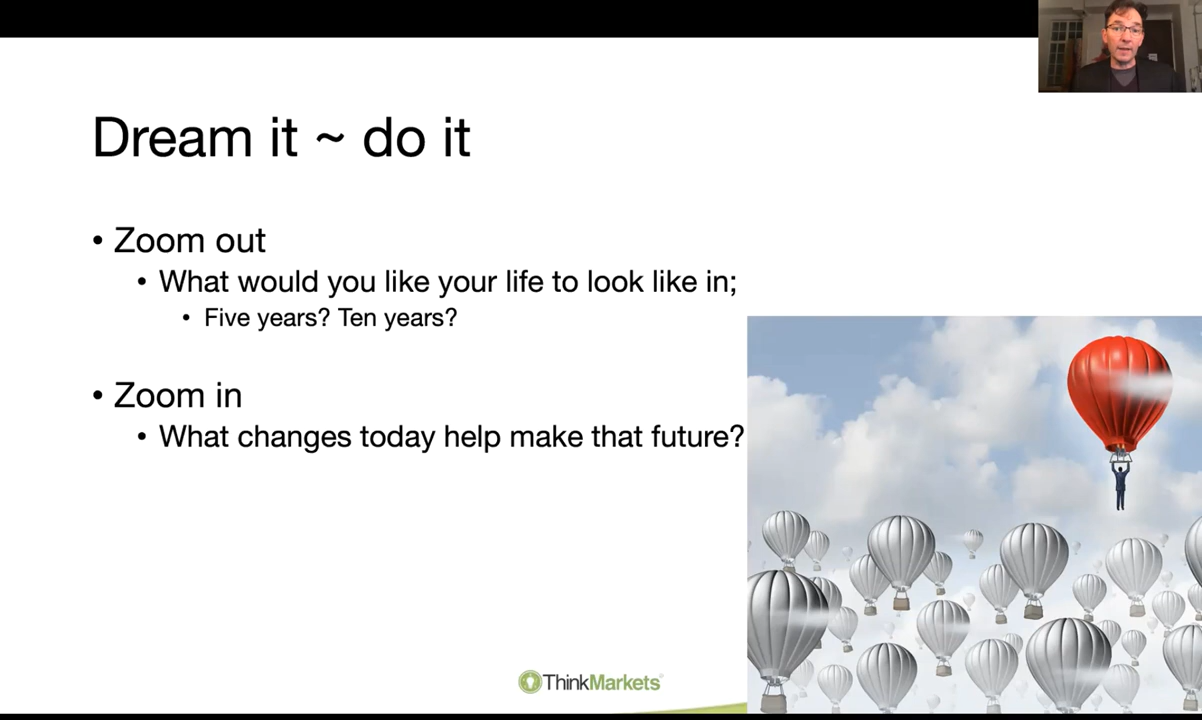 Dream it ~ do it
• Zoom out
• What would you like your life to look like in;
• Five years? Ten years?
• Zoom in
• What changes today help make that future?
ThinkMarkets